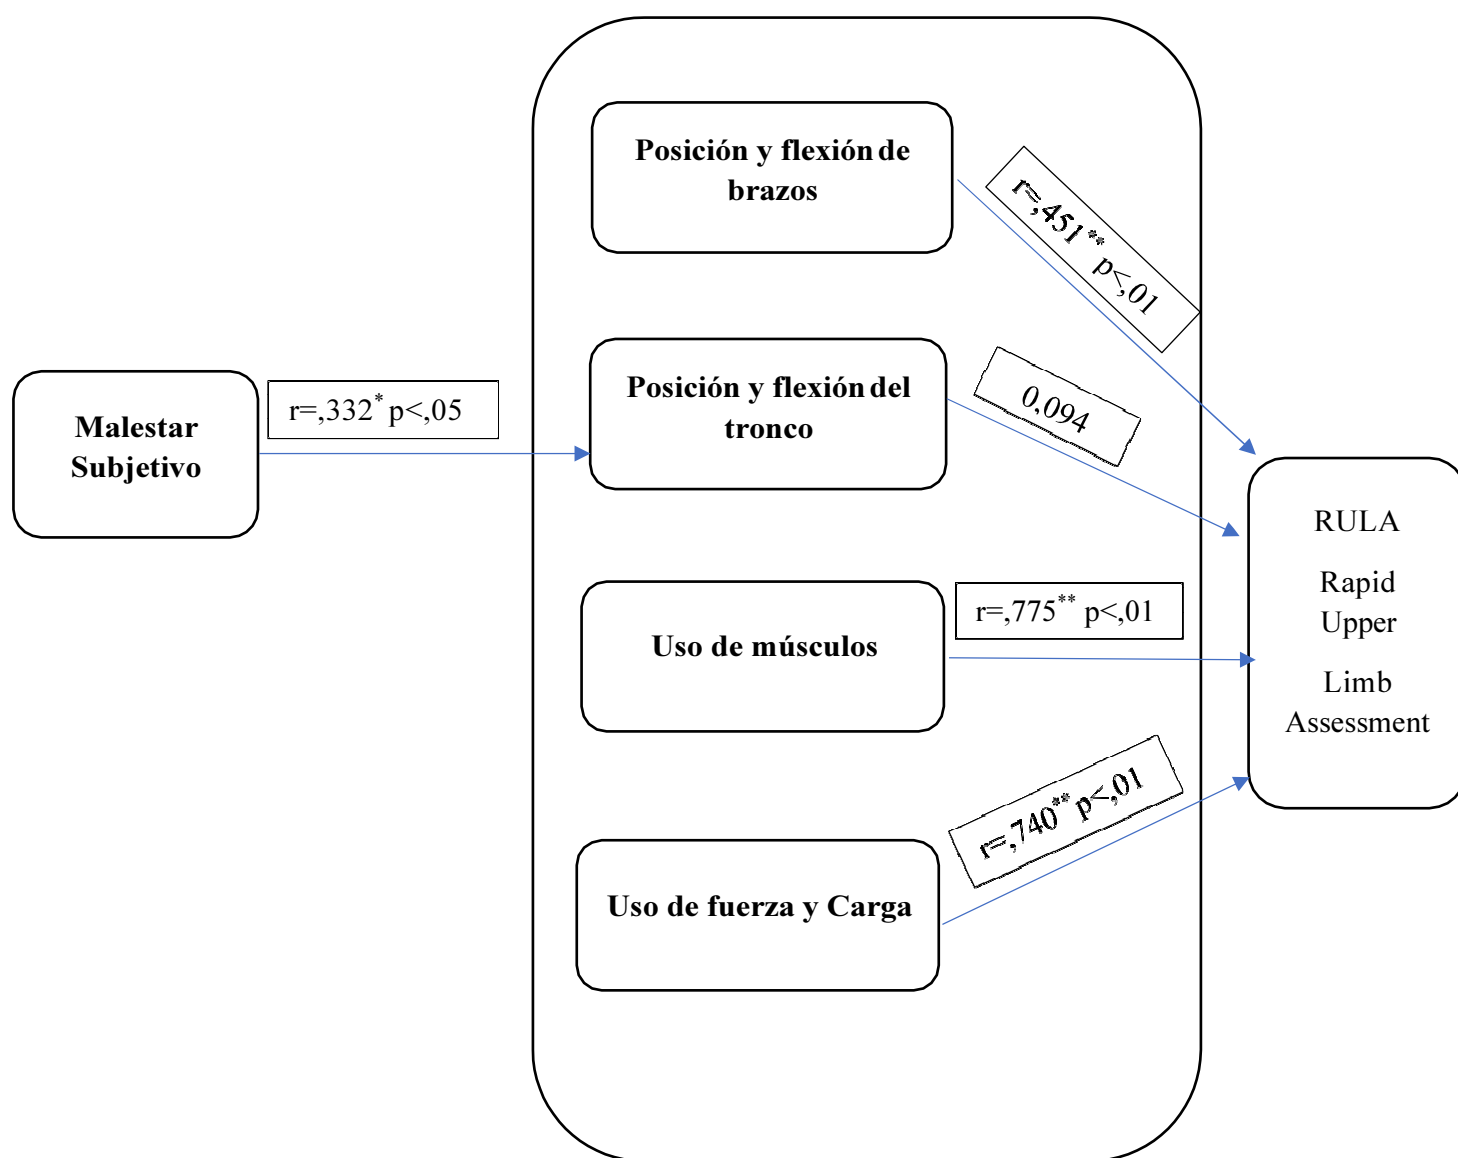 Posición y flexión de
brazos
r=,451** p<,01
Posición y flexión del
tronco
0,094
Malestar
Subjetivo
r=,332* p<,05
RULA
Rapid
Upper
Limb
Assessment
Uso de músculos
r=,775** p<,01
Uso de fuerza y Carga
r=,740** p<,01